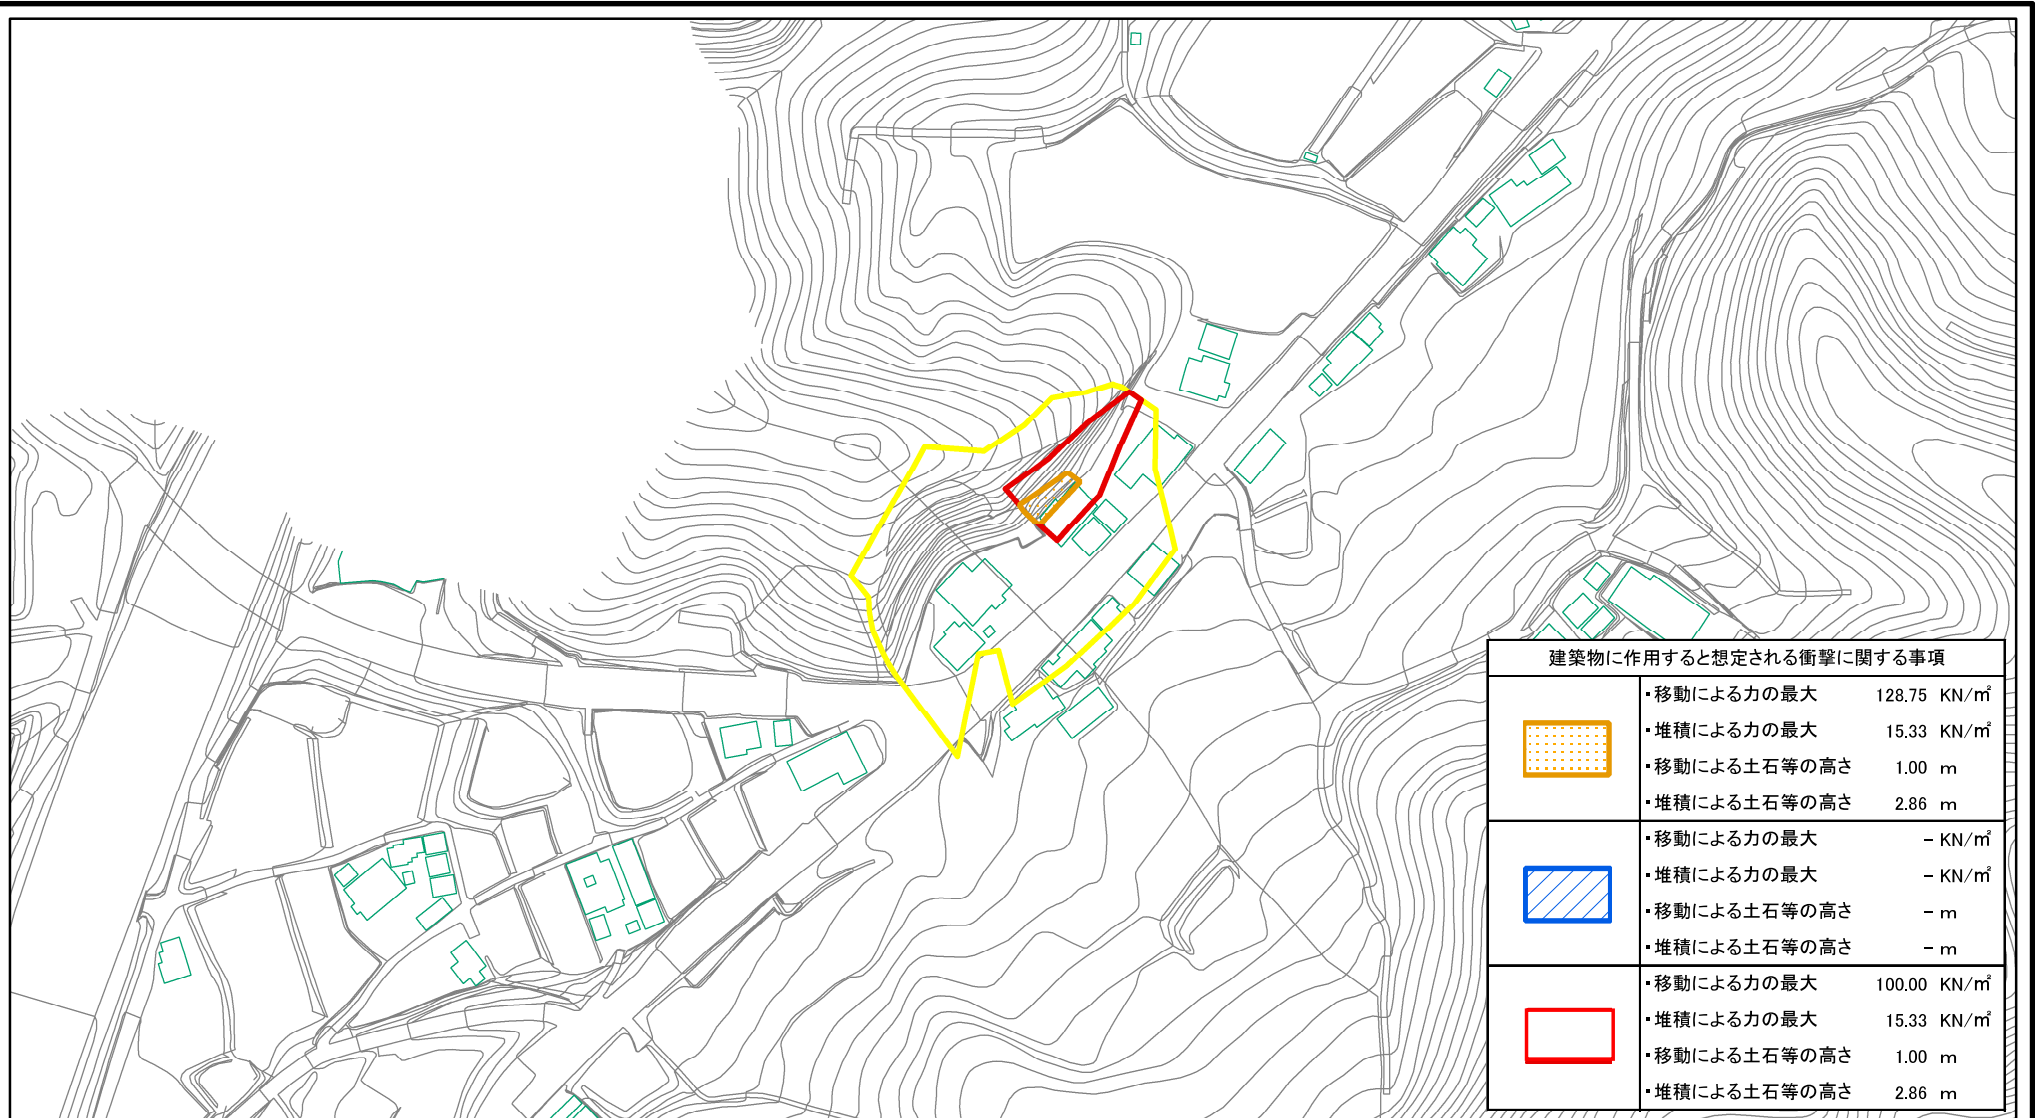 建築物に作用すると想定される衝撃に関する事項
・移動による力の最大 128.75 KN/㎡
・堆積による力の最大 15.33 KN/㎡
・移動による土石等の高さ 1.00 m
・堆積による土石等の高さ 2.86 m
・移動による力の最大 － KN/㎡
・堆積による力の最大 － KN/㎡
・移動による土石等の高さ － m
・堆積による土石等の高さ － m
・移動による力の最大 100.00 KN/㎡
・堆積による力の最大 15.33 KN/㎡
・移動による土石等の高さ 1.00 m
・堆積による土石等の高さ 2.86 m